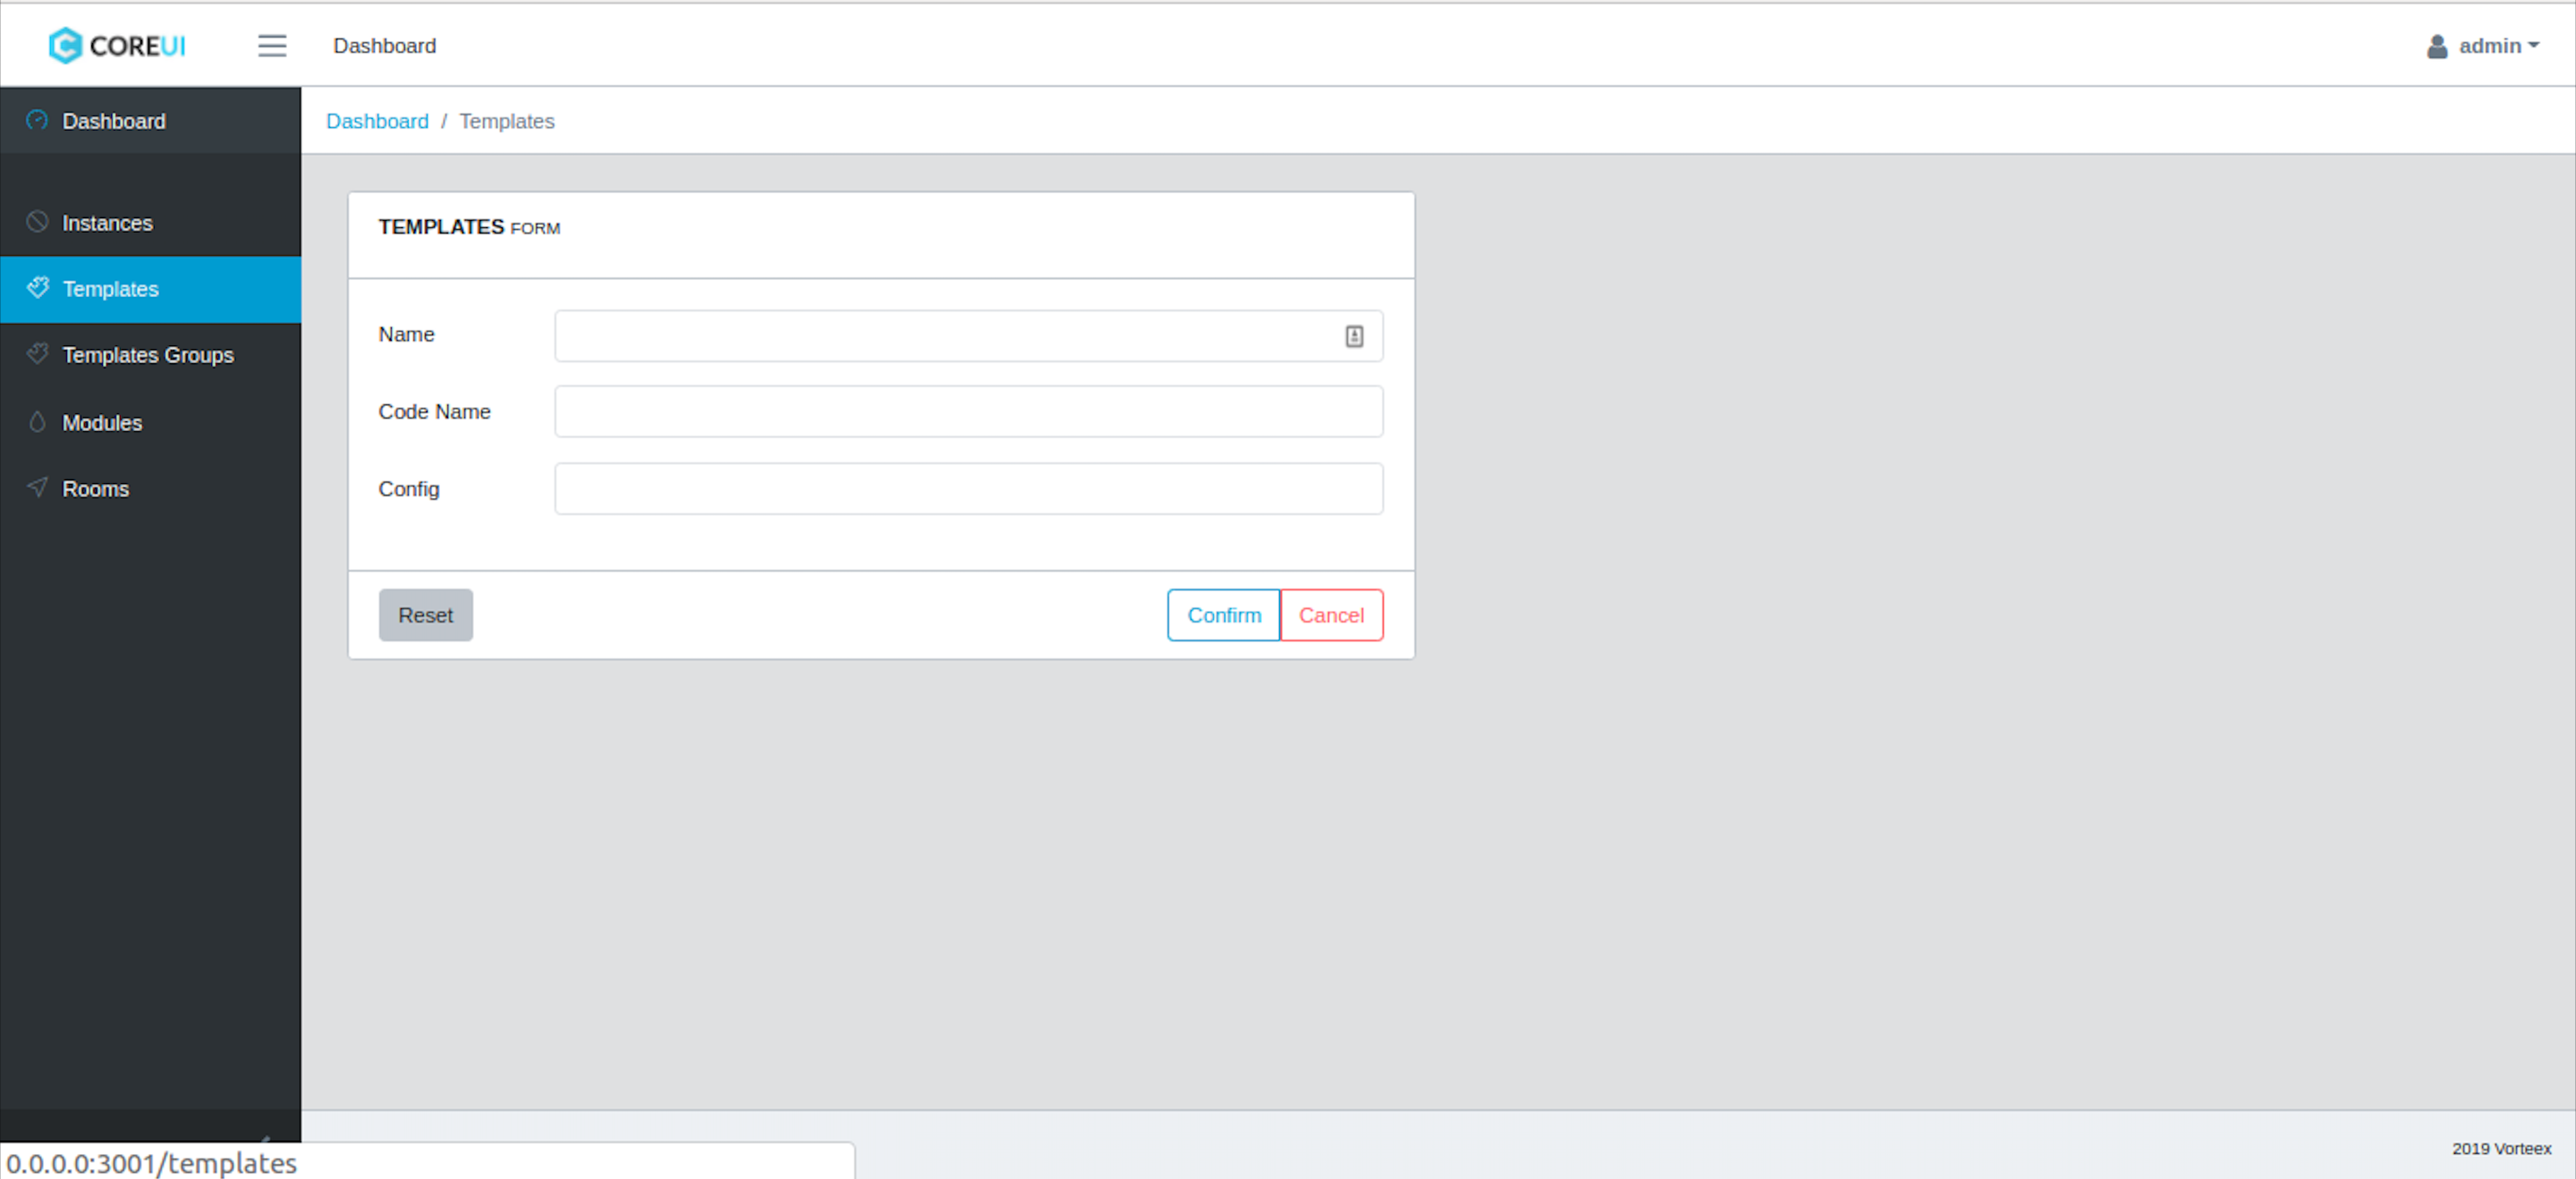 COREUI
Dashboard
admin
Dashboard
Dashboard / Templates
Instances
Templates
Templates Groups
Modules
Rooms
TEMPLATES FORM
Name
Code Name
Config
Reset
Confirm
Cancel
2019 Vorteex
0.0.0.0:3001/templates